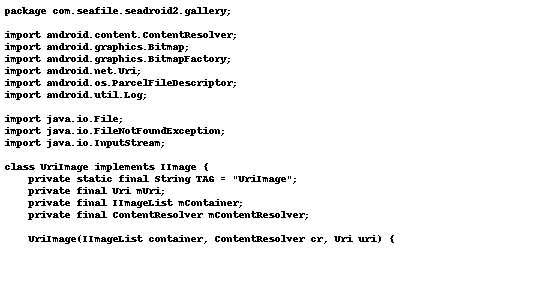 package com.seafile.seadroid2.gallery;

import android.content.ContentResolver;
import android.graphics.Bitmap;
import android.graphics.BitmapFactory;
import android.net.Uri;
import android.os.ParcelFileDescriptor;
import android.util.Log;

import java.io.File;
import java.io.FileNotFoundException;
import java.io.InputStream;

class UriImage implements IImage {
    private static final String TAG = "UriImage";
    private final Uri mUri;
    private final IImageList mContainer;
    private final ContentResolver mContentResolver;

    UriImage(IImageList container, ContentResolver cr, Uri uri) {